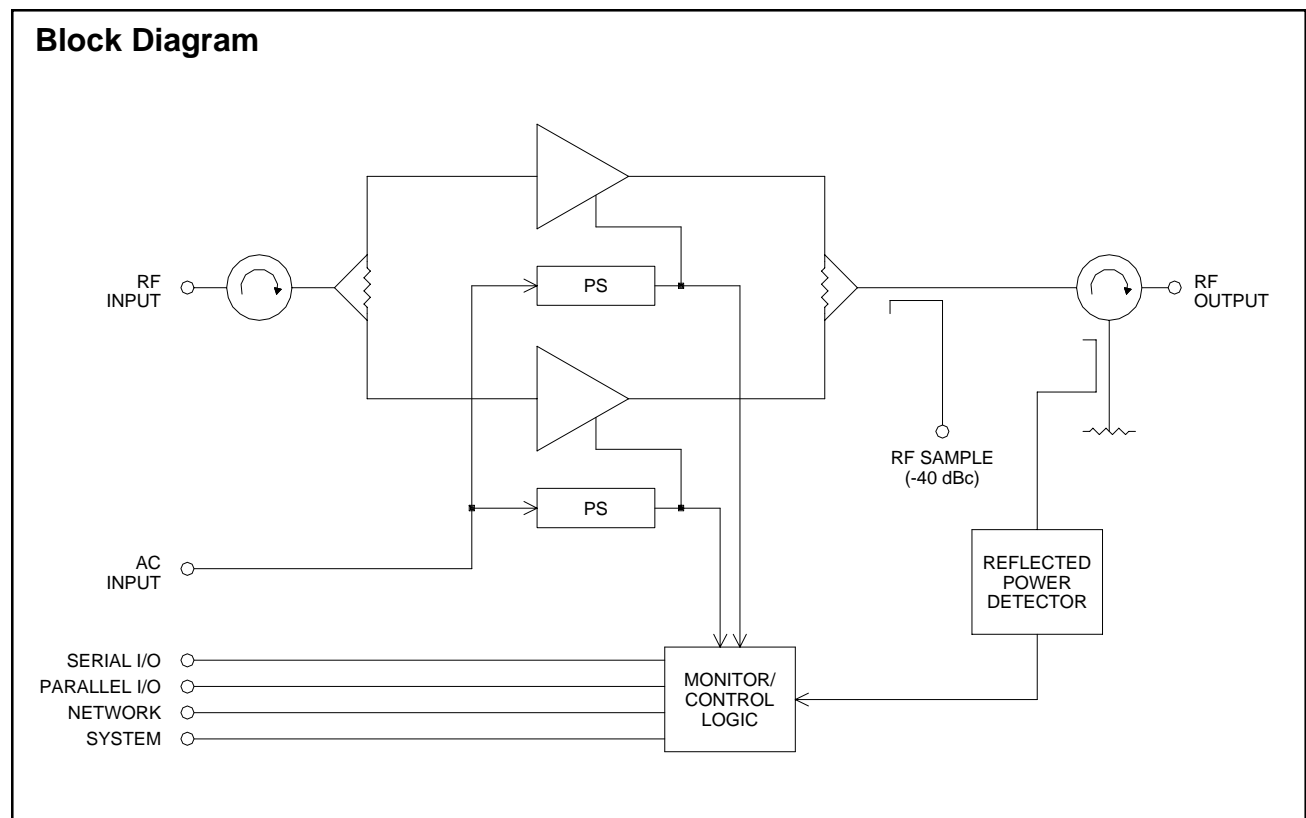 Block Diagram
RF
INPUT
PS
RF
OUTPUT
RF SAMPLE
(-40 dBc)
PS
AC
INPUT
REFLECTED
POWER
DETECTOR
SERIAL I/O
PARALLEL I/O
NETWORK
SYSTEM
MONITOR/
CONTROL
LOGIC